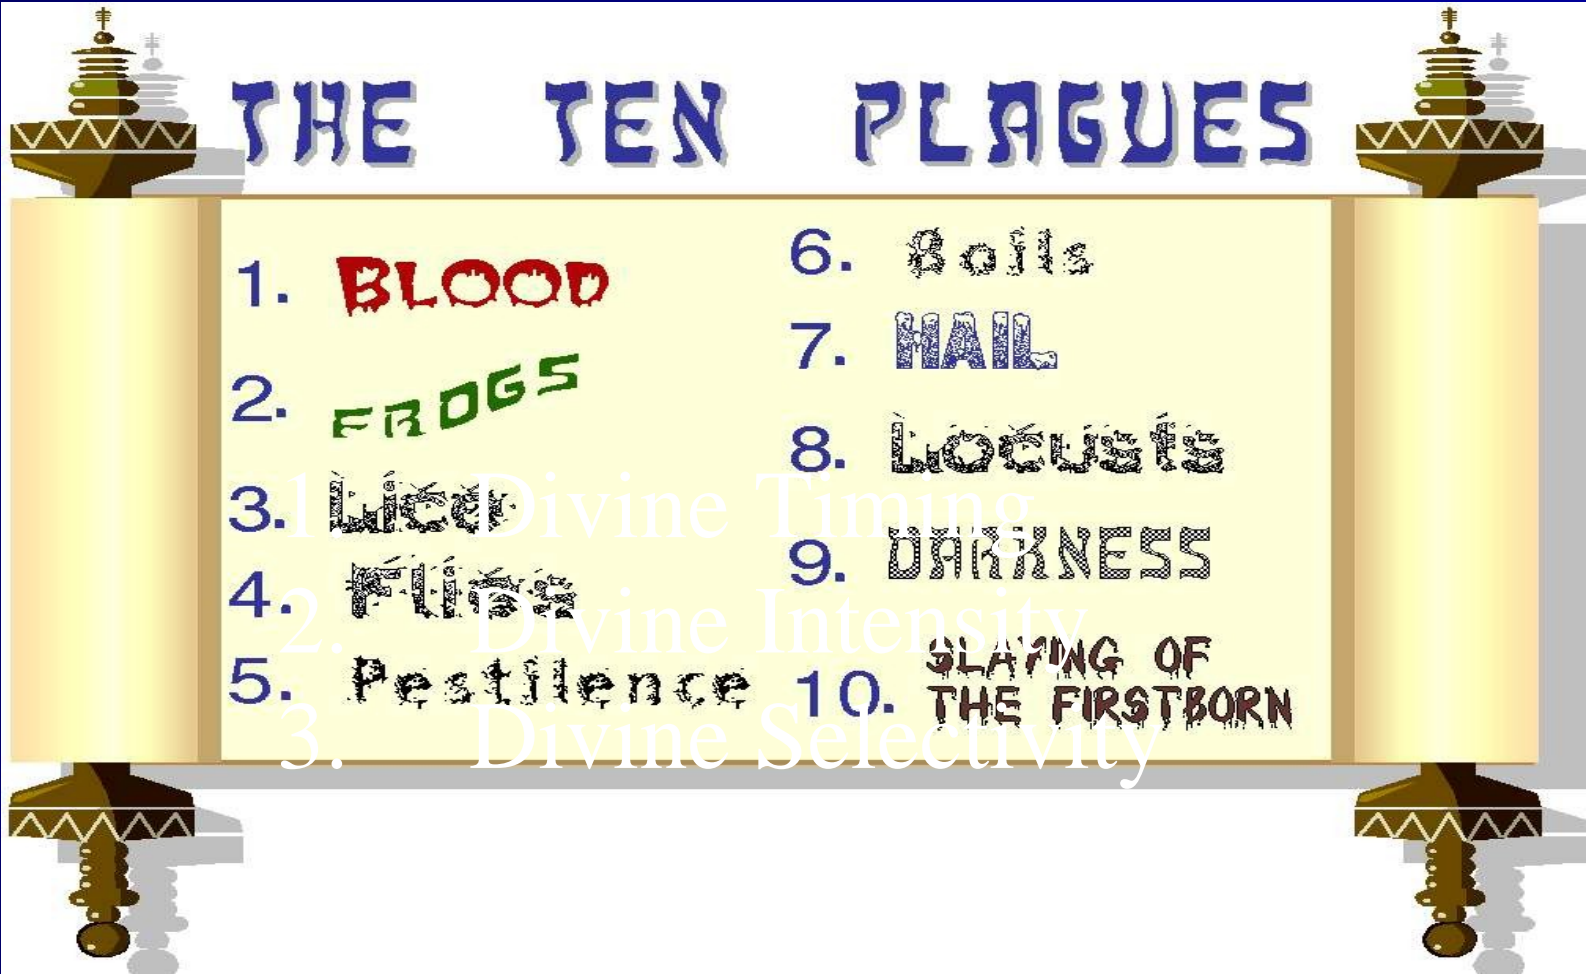 THE TEN PLAGUES
1. BLOOD
2. FROGS
3. Lice
4. Flies
5. Pestilence
6. Boils
7. HAIL
8. Locusts
9. DARKNESS
10. SLAYING OF
THE FIRSTBORN
1. Divine Timing
2. Divine Intensity
3. Divine Selectivity